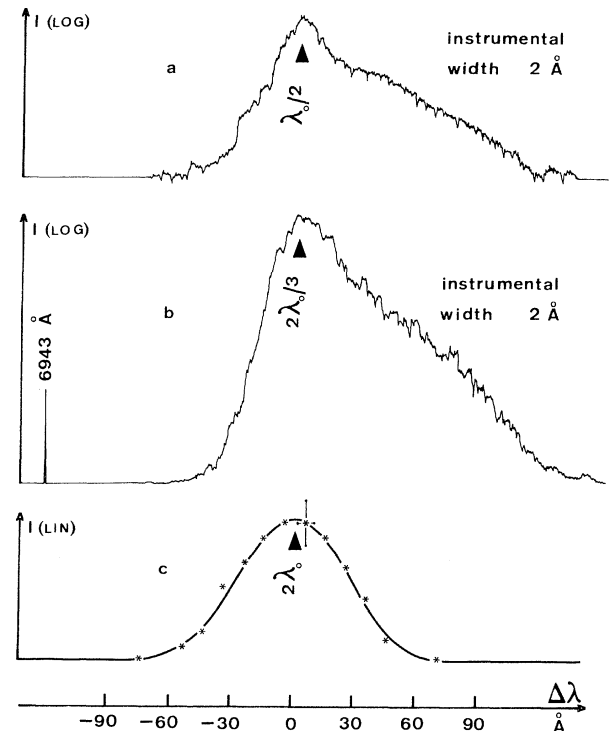 I (LOG)
instrumental
width 2 Å
a
λ₀/2
I (LOG)
instrumental
width 2 Å
b
2λ₀/3
6943 Å
I (LIN)
c
2λ₀
Δλ
−90 −60 −30 0 30 60 90 Å